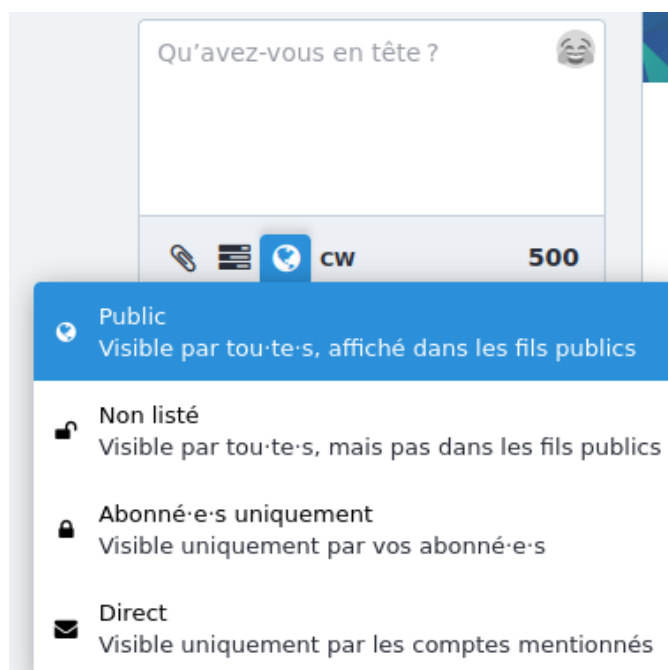 Qu’avez-vous en tête ?
CW 500
Public
Visible par tou·te·s, affiché dans les fils publics
Non listé
Visible par tou·te·s, mais pas dans les fils publics
Abonné·e·s uniquement
Visible uniquement par vos abonné·e·s
Direct
Visible uniquement par les comptes mentionnés